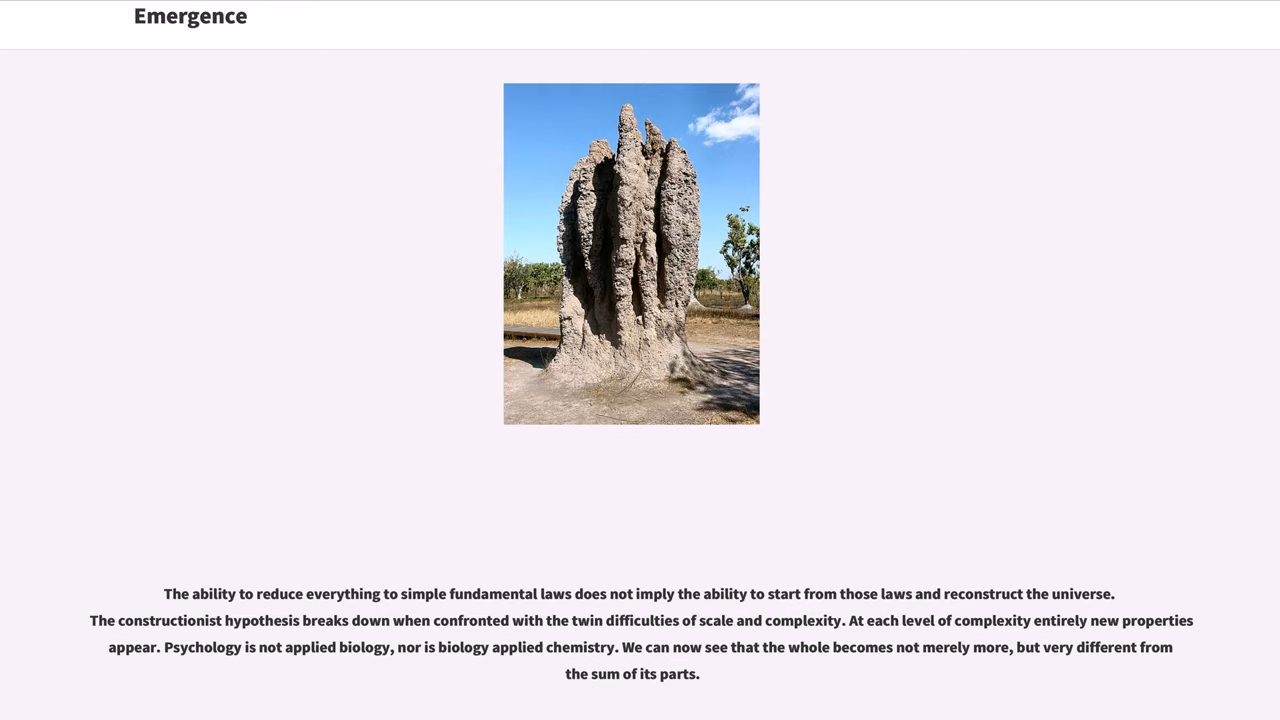 Emergence
The ability to reduce everything to simple fundamental laws does not imply the ability to start from those laws and reconstruct the universe.
The constructionist hypothesis breaks down when confronted with the twin difficulties of scale and complexity. At each level of complexity entirely new properties
appear. Psychology is not applied biology, nor is biology applied chemistry. We can now see that the whole becomes not merely more, but very different from
the sum of its parts.